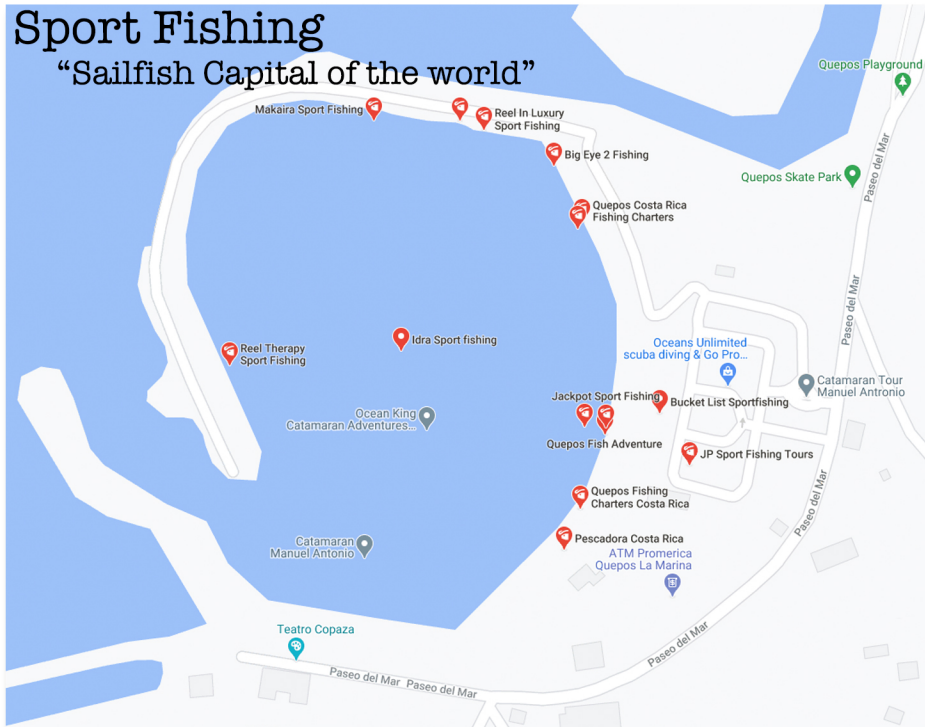 Sport Fishing
“Sailfish Capital of the world”
Quepos Playground
Makaira Sport Fishing
Reel In Luxury
Sport Fishing
Big Eye 2 Fishing
Paseo del Mar
Quepos Skate Park
Quepos Costa Rica
Fishing Charters
Paseo del Mar
Reel Therapy
Sport Fishing
Idra Sport fishing
Oceans Unlimited
scuba diving & Go Pro...
Catamaran Tour
Manuel Antronio
Jackpot Sport Fishing
Bucket List Sportfishing
Ocean King
Catamaran Adventures...
Quepos Fish Adventure
JP Sport Fishing Tours
Quepos Fishing
Charters Costa Rica
Paseo del Mar
Pescadora Costa Rica
Catamaran
Manuel Antonio
ATM Promerica
Quepos La Marina
Teatro Copaza
Paseo del Mar
Paseo del Mar
Paseo del Mar